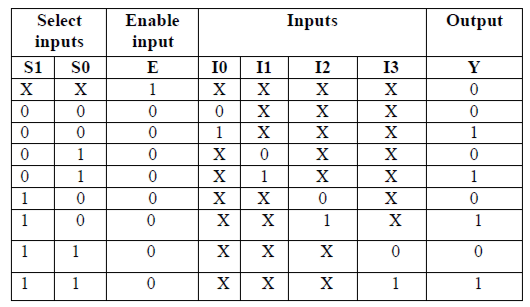 Select inputs Enable input Inputs Output
S1 S0 E I0 I1 I2 I3 Y
X X 1 X X X X 0
0 0 0 0 X X X 0
0 0 0 1 X X X 1
0 1 0 X 0 X X 0
0 1 0 X 1 X X 1
1 0 0 X X 0 X 0
1 0 0 X X 1 X 1
1 1 0 X X X 0 0
1 1 0 X X X 1 1